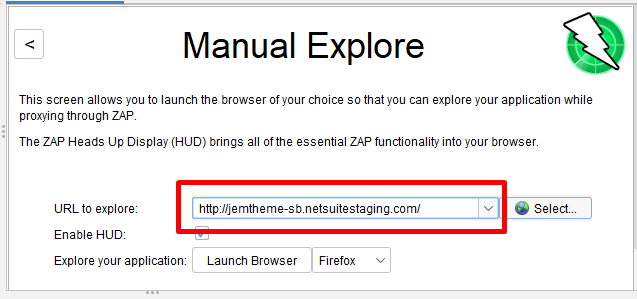 <
Manual Explore
This screen allows you to launch the browser of your choice so that you can explore your application while
proxying through ZAP.
The ZAP Heads Up Display (HUD) brings all of the essential ZAP functionality into your browser.
URL to explore: http://jemtheme-sb.netsuitestaging.com/ Select...
Enable HUD:
Explore your application: Launch Browser Firefox